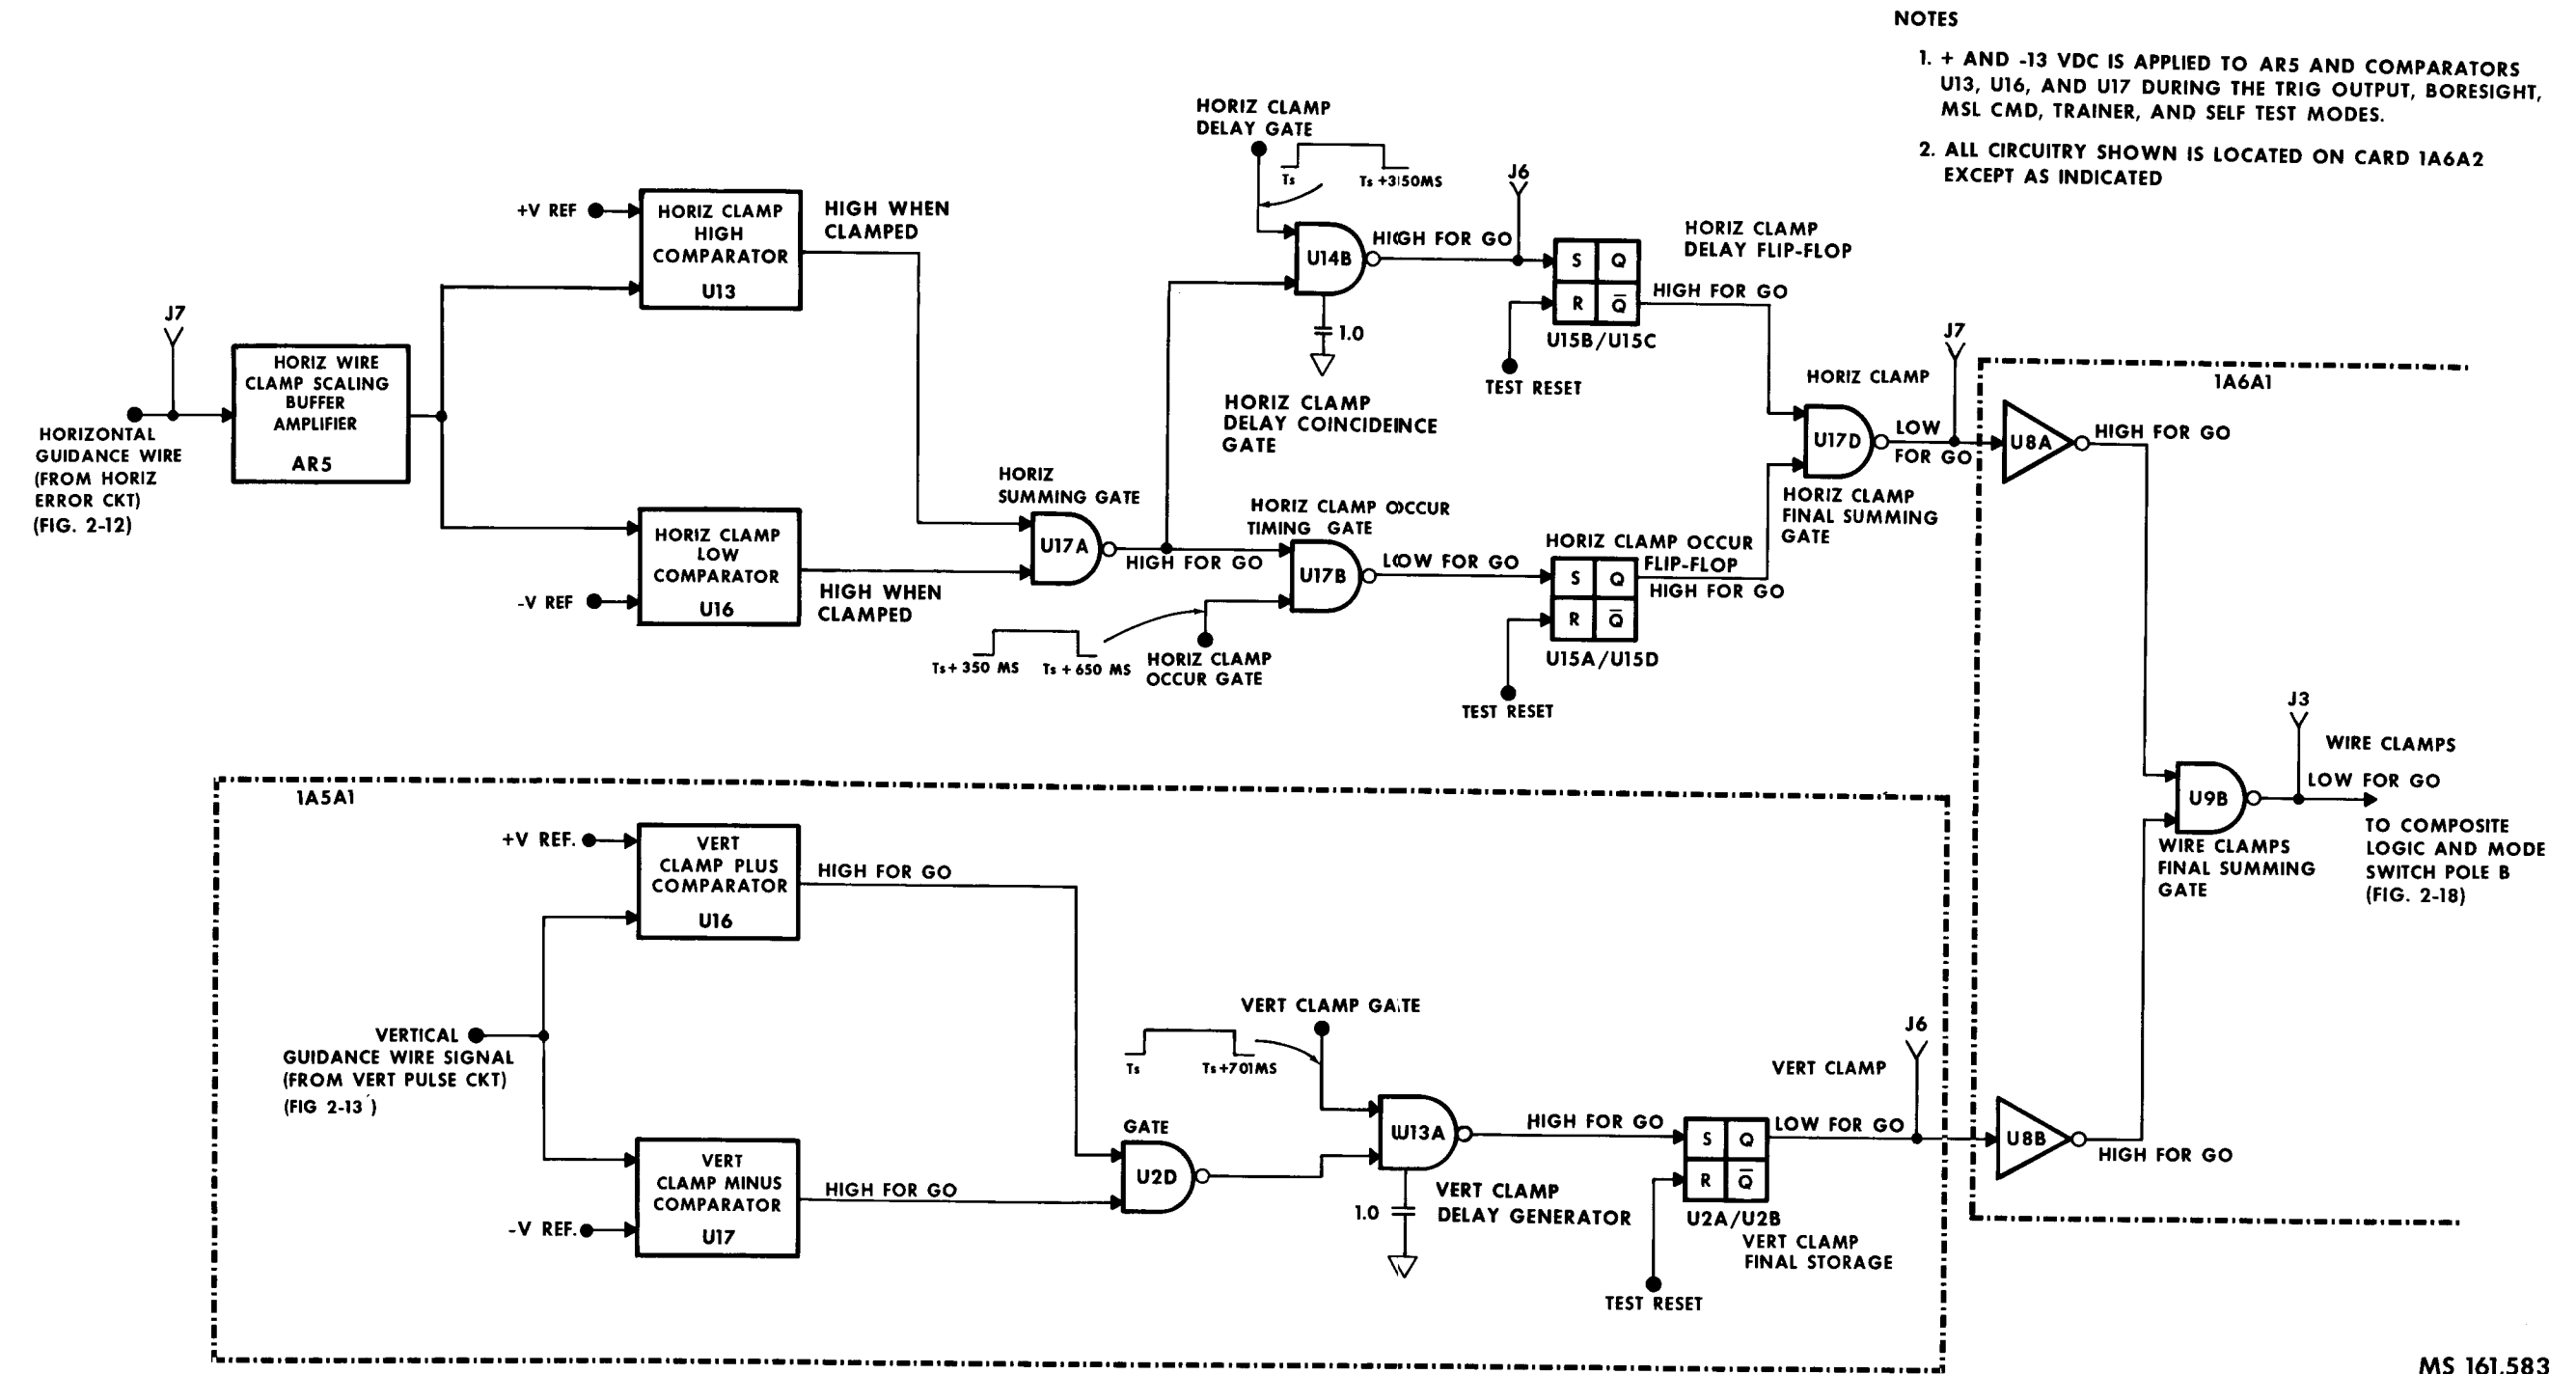 NOTES
1. + AND -13 VDC IS APPLIED TO AR5 AND COMPARATORS
U13, U16, AND U17 DURING THE TRIG OUTPUT, BORESIGHT,
MSL CMD, TRAINER, AND SELF TEST MODES.
2. ALL CIRCUITRY SHOWN IS LOCATED ON CARD 1A6A2
EXCEPT AS INDICATED
HORIZ CLAMP
DELAY GATE
Ts
Ts +3150MS
J6
+V REF
HORIZ CLAMP
HIGH
COMPARATOR
U13
HIGH WHEN
CLAMPED
U14B
HIGH FOR GO
1.0
HORIZ CLAMP
DELAY COINCIDEINCE
GATE
S
Q
R
Q̅
U15B/U15C
HORIZ CLAMP
DELAY FLIP-FLOP
HIGH FOR GO
TEST RESET
J7
HORIZONTAL
GUIDANCE WIRE
(FROM HORIZ
ERROR CKT)
(FIG. 2-12)
HORIZ WIRE
CLAMP SCALING
BUFFER
AMPLIFIER
AR5
HORIZ CLAMP
LOW
COMPARATOR
U16
-V REF
HIGH WHEN
CLAMPED
HORIZ
SUMMING GATE
U17A
HIGH FOR GO
HORIZ CLAMP OCCUR
TIMING GATE
U17B
LOW FOR GO
Ts+ 350 MS
Ts + 650 MS
HORIZ CLAMP
OCCUR GATE
HORIZ CLAMP OCCUR
FLIP-FLOP
S
Q
R
Q̅
HIGH FOR GO
U15A/U15D
TEST RESET
HORIZ CLAMP
J7
U17D
LOW
FOR GO
HORIZ CLAMP
FINAL SUMMING
GATE
1A6A1
U8A
HIGH FOR GO
J3
WIRE CLAMPS
U9B
LOW FOR GO
WIRE CLAMPS
FINAL SUMMING
GATE
TO COMPOSITE
LOGIC AND MODE
SWITCH POLE B
(FIG. 2-18)
1A5A1
+V REF.
VERT
CLAMP PLUS
COMPARATOR
U16
HIGH FOR GO
VERTICAL
GUIDANCE WIRE SIGNAL
(FROM VERT PULSE CKT)
(FIG 2-13 )
VERT
CLAMP MINUS
COMPARATOR
U17
-V REF.
HIGH FOR GO
GATE
U2D
VERT CLAMP GATE
Ts
Ts+701MS
U13A
1.0
VERT CLAMP
DELAY GENERATOR
HIGH FOR GO
S
Q
R
Q̅
U2A/U2B
VERT CLAMP
FINAL STORAGE
TEST RESET
LOW FOR GO
VERT CLAMP
J6
U8B
HIGH FOR GO
MS 161,583